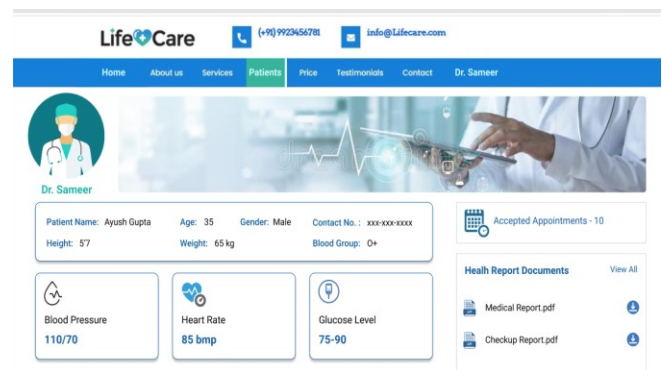 Life Care
(+91) 9923456781
info@Lifecare.com
Home About us Services Patients Price Testimonials Contact Dr. Sameer
Dr. Sameer
Patient Name: Ayush Gupta Age: 35 Gender: Male Contact No. : xxx-xxx-xxxx
Height: 5'7 Weight: 65 kg Blood Group: O+
Accepted Appointments - 10
Blood Pressure
110/70
Heart Rate
85 bmp
Glucose Level
75-90
Healh Report Documents View All
Medical Report.pdf
Checkup Report.pdf